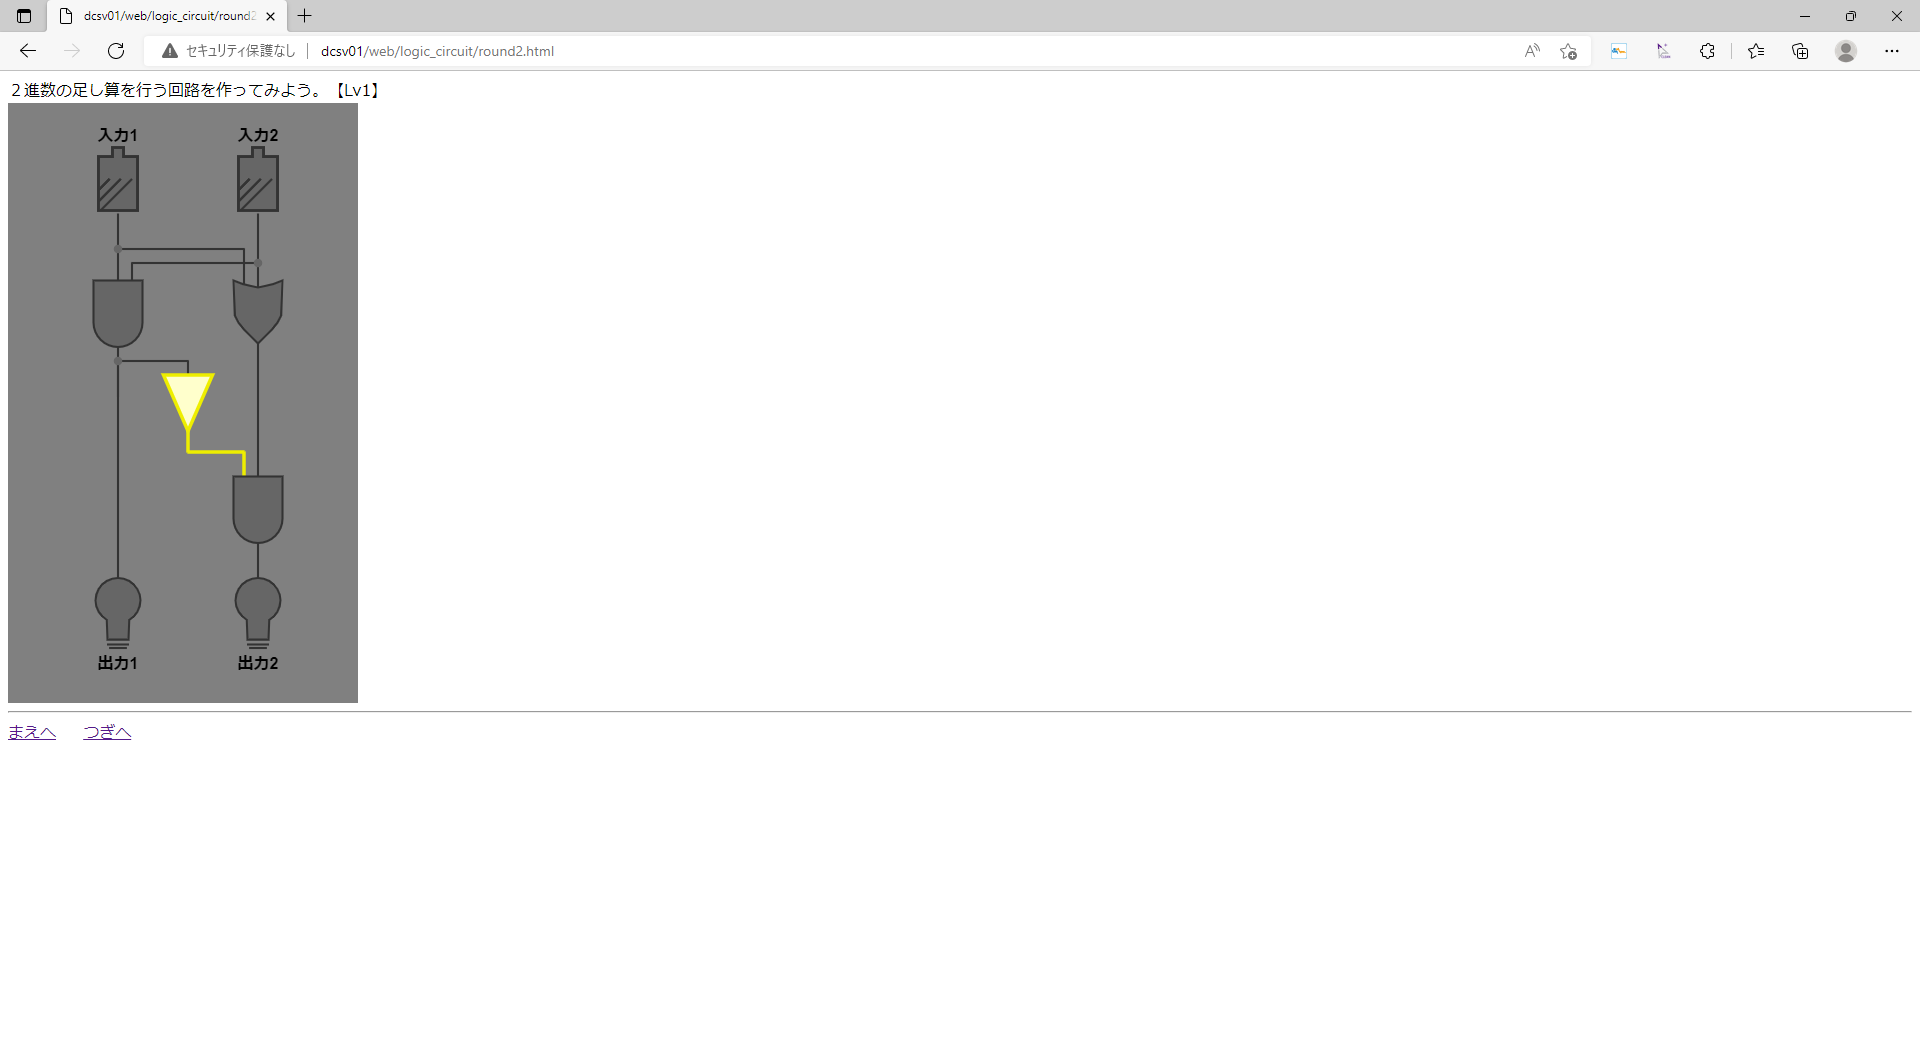 dcsv01/web/logic_circuit/round2
セキュリティ保護なし dcsv01/web/logic_circuit/round2.html
２進数の足し算を行う回路を作ってみよう。【Lv1】
入力1 入力2
出力1 出力2
まえへ つぎへ